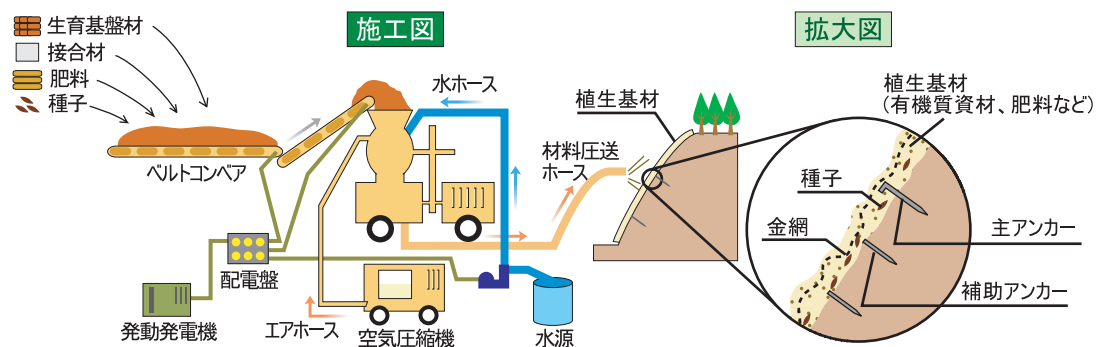 施工図
拡大図
生育基盤材
接合材
肥料
種子
ベルトコンベア
水ホース
植生基材
材料圧送
ホース
配電盤
発動発電機
エアホース
空気圧縮機
水源
植生基材
(有機質資材、肥料など)
種子
金網
主アンカー
補助アンカー